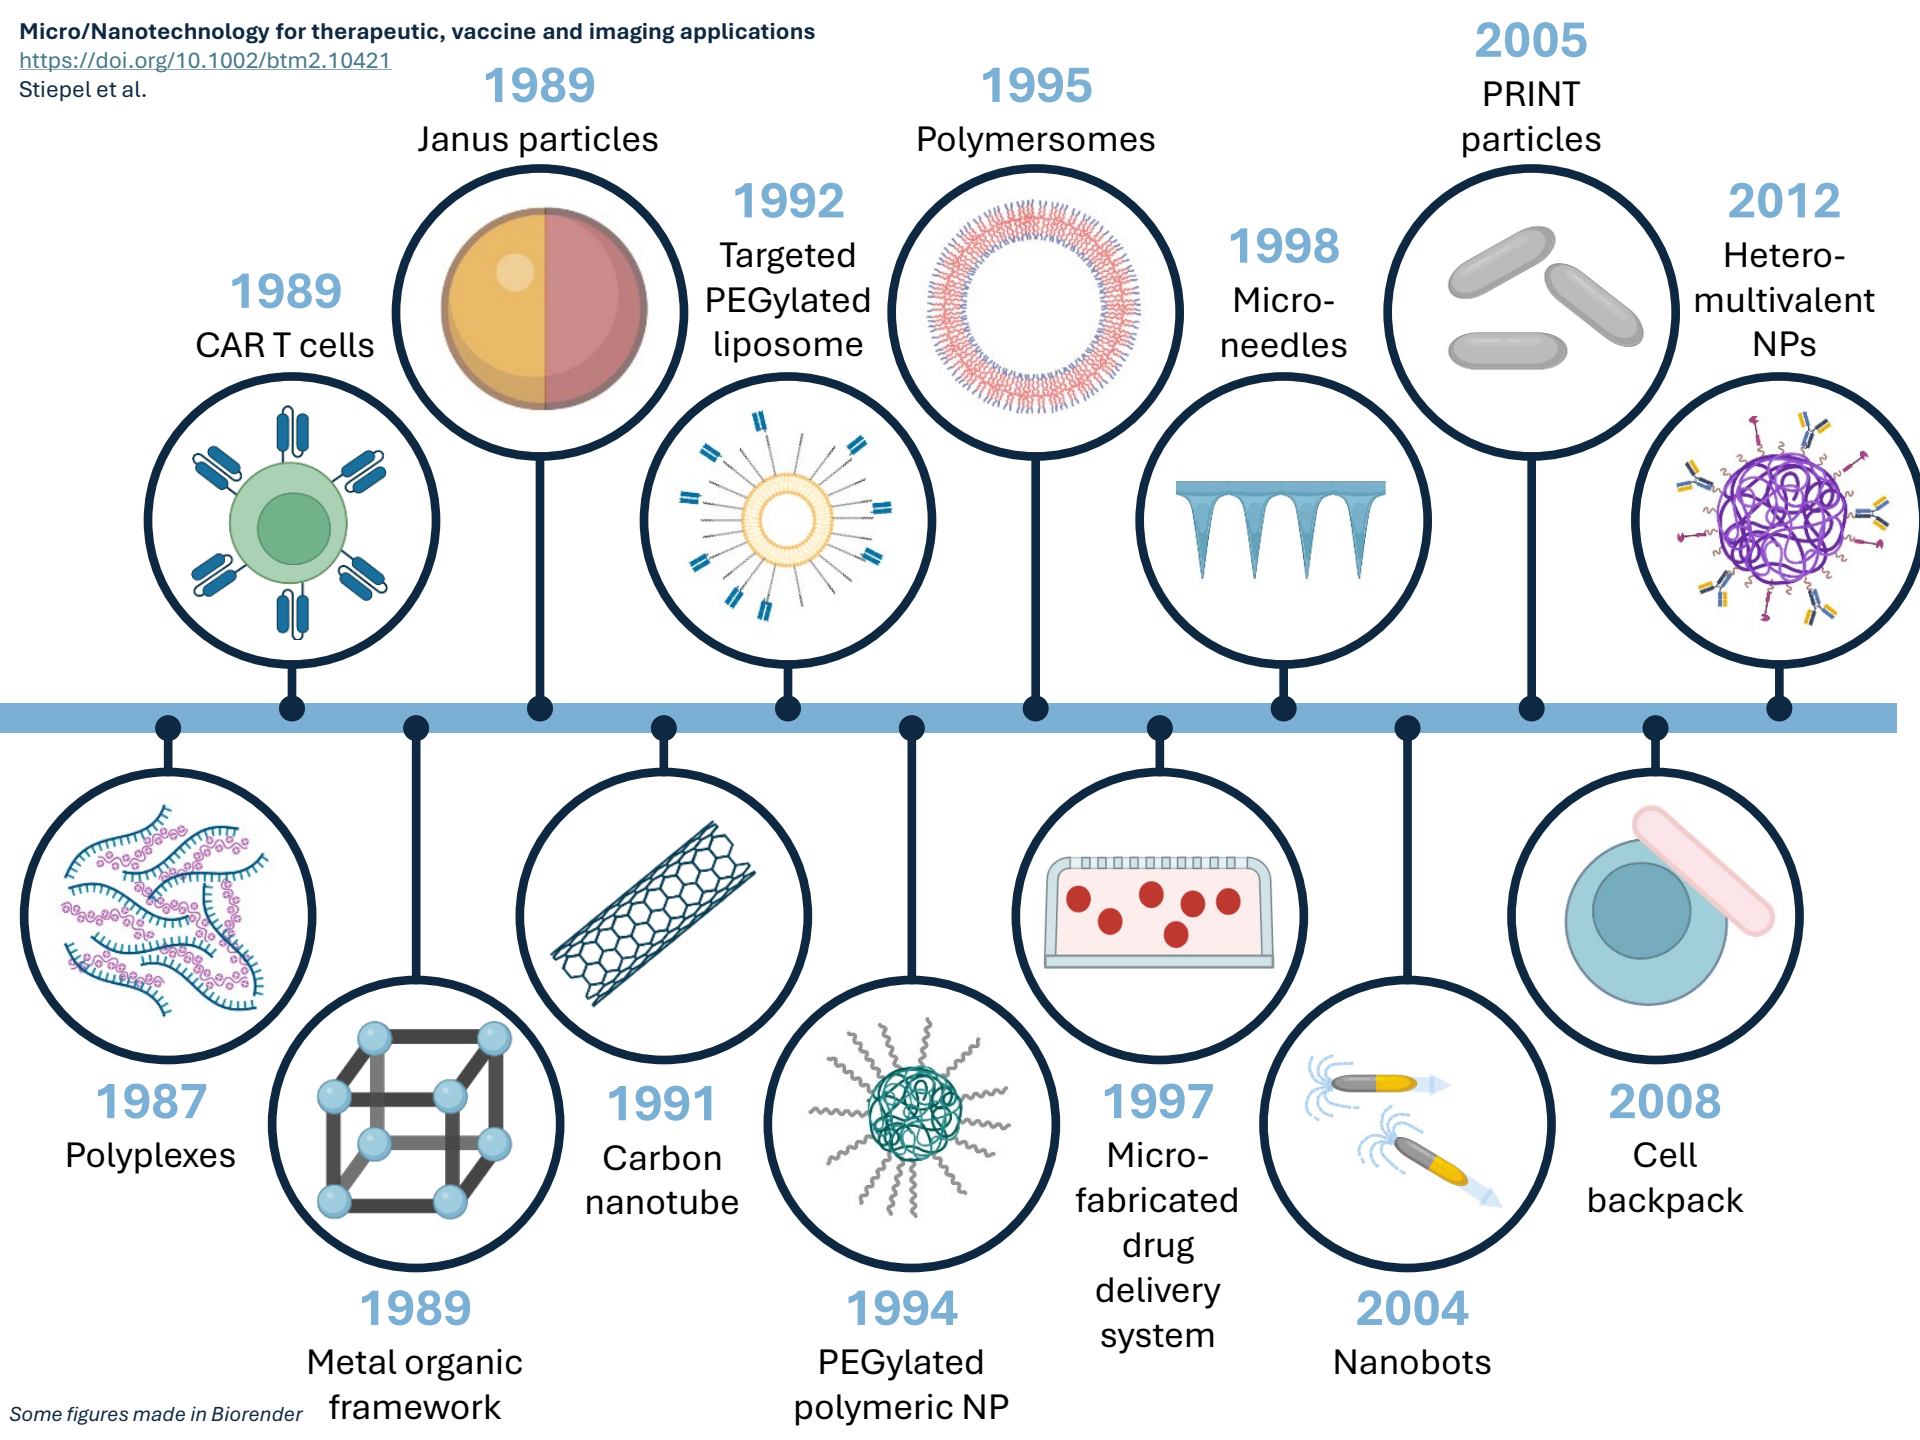 Micro/Nanotechnology for therapeutic, vaccine and imaging applications
https://doi.org/10.1002/btm2.10421
Stiepel et al.
1989
CAR T cells
1989
Janus particles
1992
Targeted
PEGylated
liposome
1995
Polymersomes
1998
Micro-
needles
2005
PRINT
particles
2012
Hetero-
multivalent
NPs
1987
Polyplexes
1989
Metal organic
framework
1991
Carbon
nanotube
1994
PEGylated
polymeric NP
1997
Micro-
fabricated
drug
delivery
system
2004
Nanobots
2008
Cell
backpack
Some figures made in Biorender